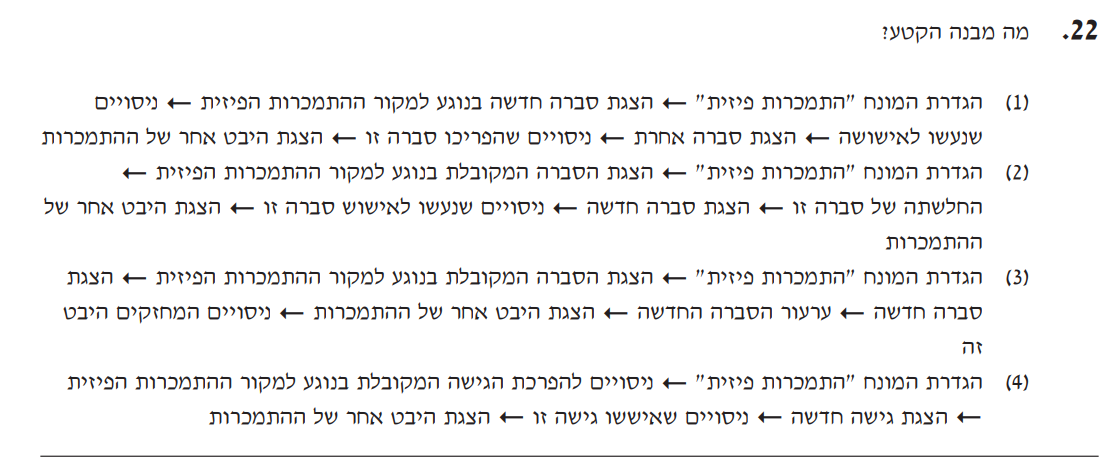 22. מה מבנה הקטע?
(1) הגדרת המונח "התמכרות פיזית" ← הצגת סברה חדשה בנוגע למקור ההתמכרות הפיזית ← ניסויים
שנעשו לאישושה ← הצגת סברה אחרת ← ניסויים שהפריכו סברה זו ← הצגת היבט אחר של ההתמכרות
(2) הגדרת המונח "התמכרות פיזית" ← הצגת הסברה המקובלת בנוגע למקור ההתמכרות הפיזית ←
החלשתה של סברה זו ← הצגת סברה חדשה ← ניסויים שנעשו לאישוש סברה זו ← הצגת היבט אחר של
ההתמכרות
(3) הגדרת המונח "התמכרות פיזית" ← הצגת הסברה המקובלת בנוגע למקור ההתמכרות הפיזית ← הצגת
סברה חדשה ← ערעור הסברה החדשה ← הצגת היבט אחר של ההתמכרות ← ניסויים המחזקים היבט
זה
(4) הגדרת המונח "התמכרות פיזית" ← ניסויים להפרכת הגישה המקובלת בנוגע למקור ההתמכרות הפיזית
← הצגת גישה חדשה ← ניסויים שאיששו גישה זו ← הצגת היבט אחר של ההתמכרות